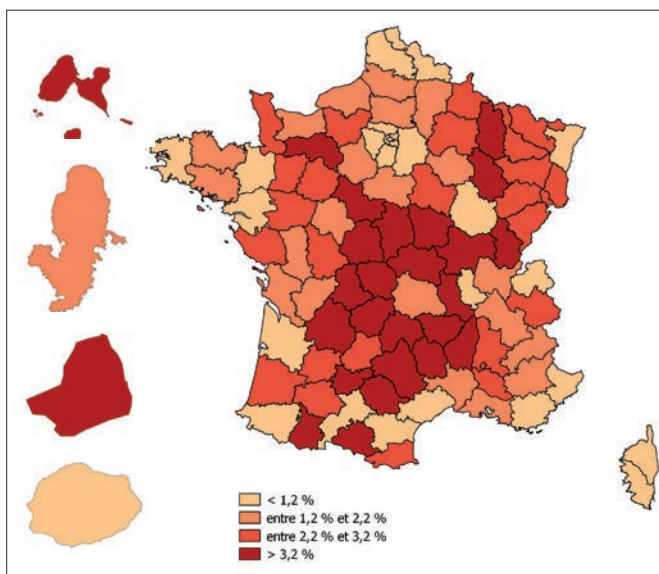 < 1,2 %
entre 1,2 % et 2,2 %
entre 2,2 % et 3,2 %
> 3,2 %